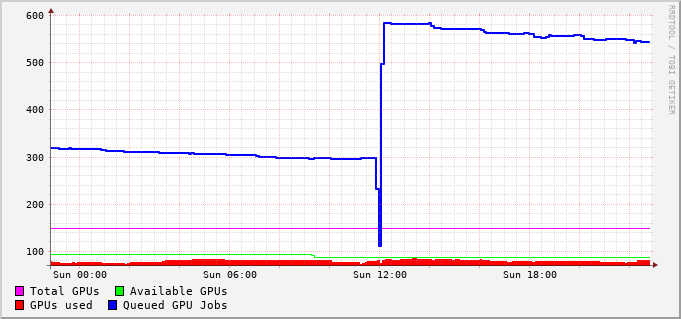 600
500
400
300
200
100
Sun 00:00 Sun 06:00 Sun 12:00 Sun 18:00
Total GPUs Available GPUs
GPUs used Queued GPU Jobs
RRDTOOL / TOBI OETIKER